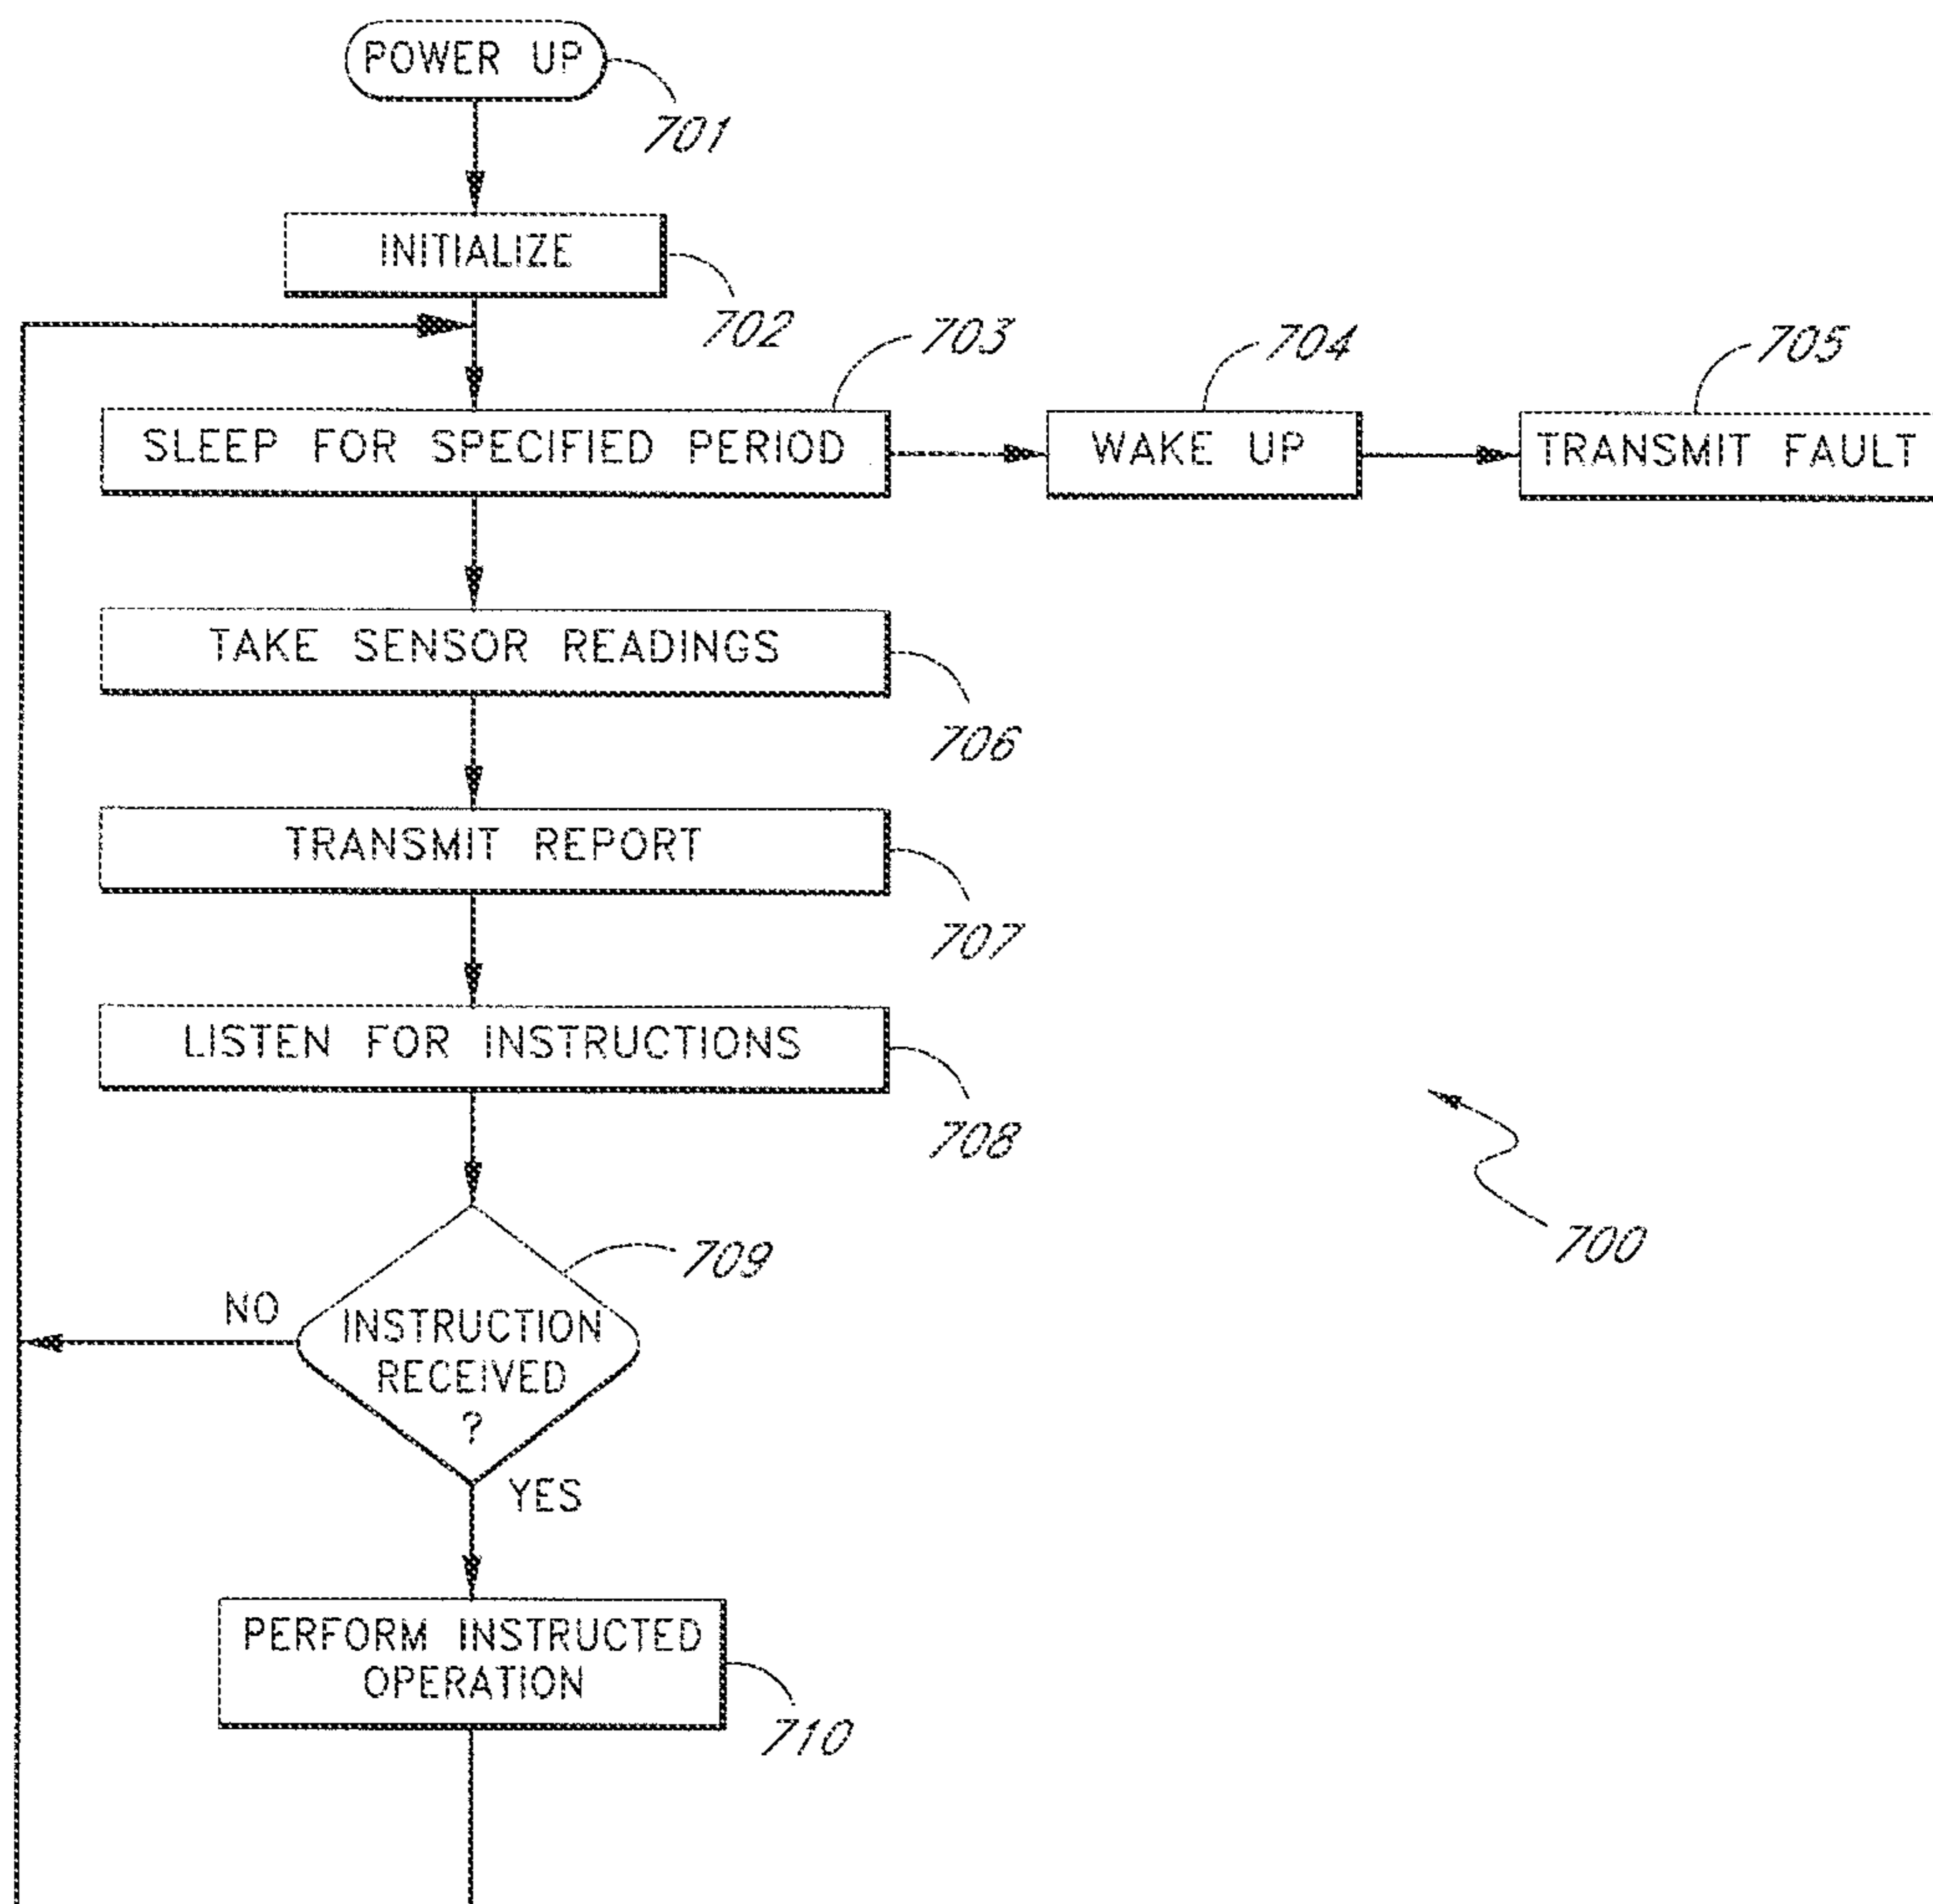 POWER UP
701
INITIALIZE
702
703
704
705
SLEEP FOR SPECIFIED PERIOD
WAKE UP
TRANSMIT FAULT
TAKE SENSOR READINGS
706
TRANSMIT REPORT
707
LISTEN FOR INSTRUCTIONS
708
709
700
NO
INSTRUCTION
RECEIVED
?
YES
PERFORM INSTRUCTED
OPERATION
710